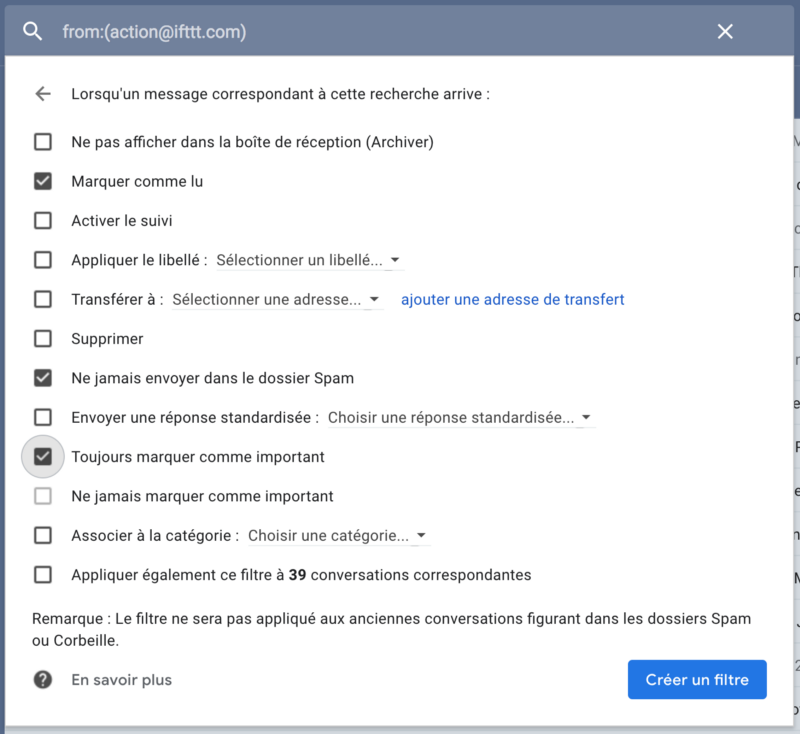 from:(action@ifttt.com)
Lorsqu'un message correspondant à cette recherche arrive :
Ne pas afficher dans la boîte de réception (Archiver)
Marquer comme lu
Activer le suivi
Appliquer le libellé : Sélectionner un libellé...
Transférer à : Sélectionner une adresse... ajouter une adresse de transfert
Supprimer
Ne jamais envoyer dans le dossier Spam
Envoyer une réponse standardisée : Choisir une réponse standardisée...
Toujours marquer comme important
Ne jamais marquer comme important
Associer à la catégorie : Choisir une catégorie...
Appliquer également ce filtre à 39 conversations correspondantes
Remarque : Le filtre ne sera pas appliqué aux anciennes conversations figurant dans les dossiers Spam
ou Corbeille.
En savoir plus
Créer un filtre